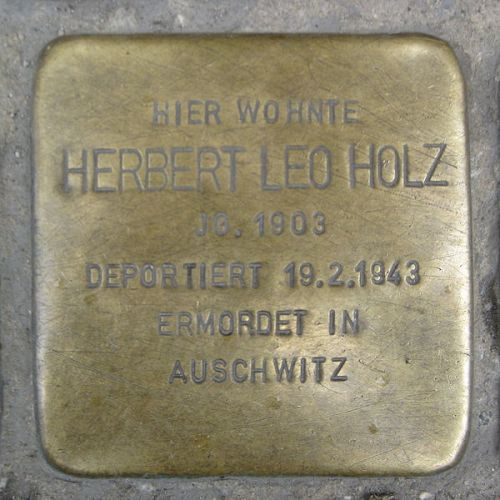 HIER WOHNTE
HERBERT LEO HOLZ
JG. 1903
DEPORTIERT 19.2.1943
ERMORDET IN
AUSCHWITZ